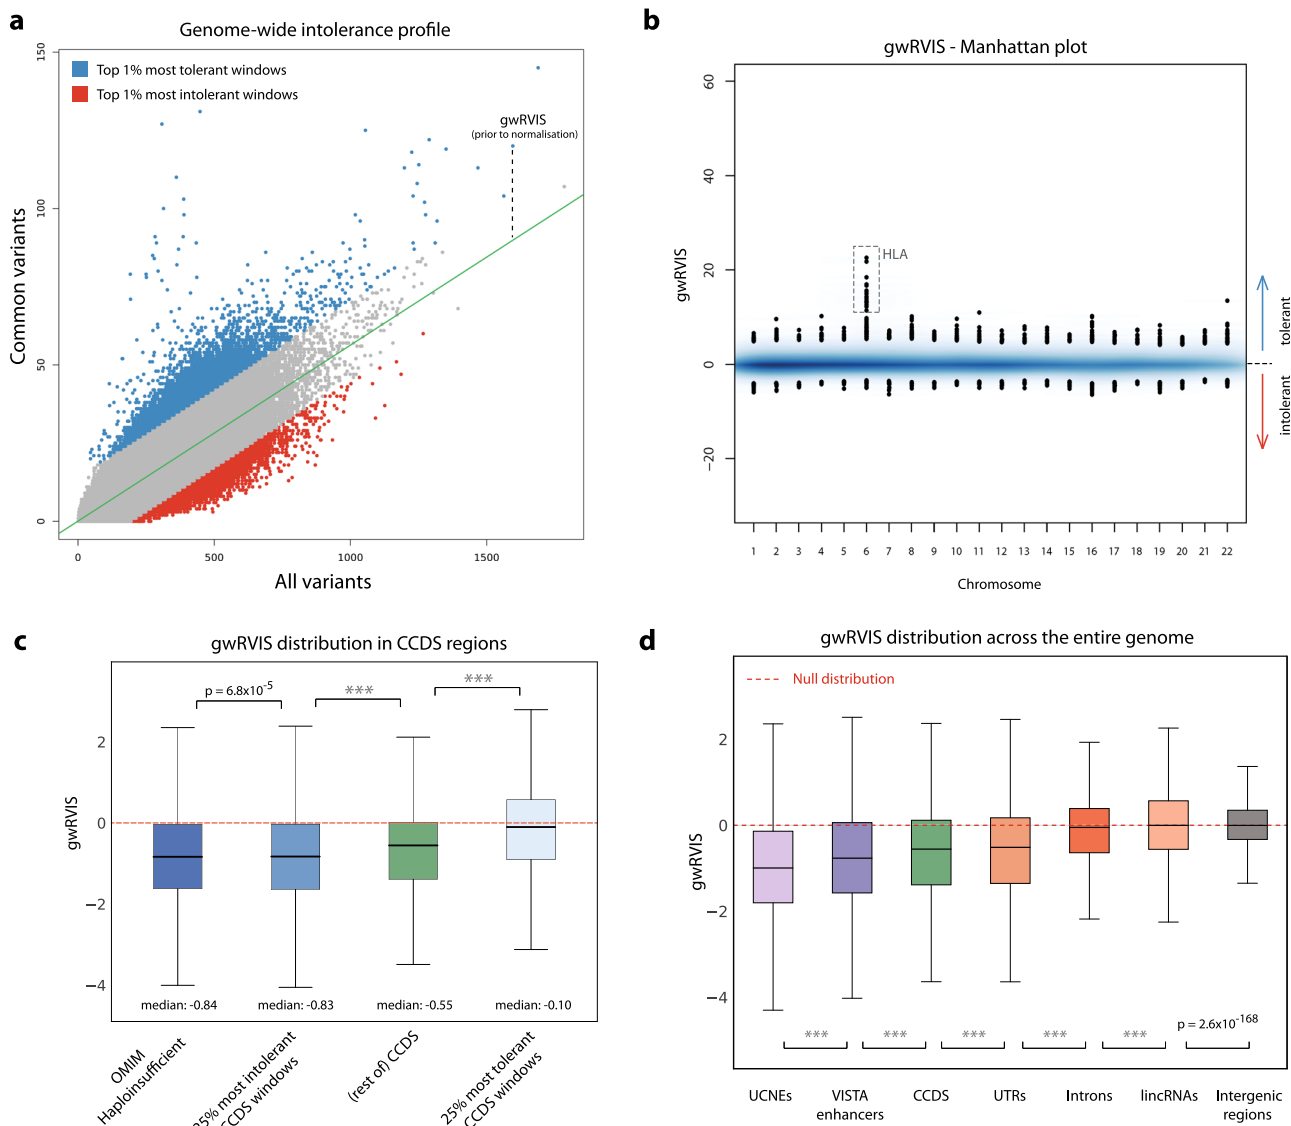 a
Genome-wide intolerance profile
Top 1% most tolerant windows
Top 1% most intolerant windows
gwRVIS
(prior to normalisation)
150
100
50
0
Common variants
0 500 1000 1500
All variants
b
gwRVIS - Manhattan plot
60
40
20
0
−20
gwRVIS
HLA
tolerant
intolerant
1 2 3 4 5 6 7 8 9 10 11 12 13 14 15 16 17 18 19 20 21 22
Chromosome
c
gwRVIS distribution in CCDS regions
p = 6.8x10-5
***
***
2
0
−2
−4
gwRVIS
median: -0.84
median: -0.83
median: -0.55
median: -0.10
OMIM
Haploinsufficient
25% most intolerant
CCDS windows
(rest of) CCDS
25% most tolerant
CCDS windows
d
gwRVIS distribution across the entire genome
Null distribution
2
0
−2
−4
gwRVIS
***
***
***
***
***
p = 2.6x10-168
UCNEs
VISTA
enhancers
CCDS
UTRs
Introns
lincRNAs
Intergenic
regions